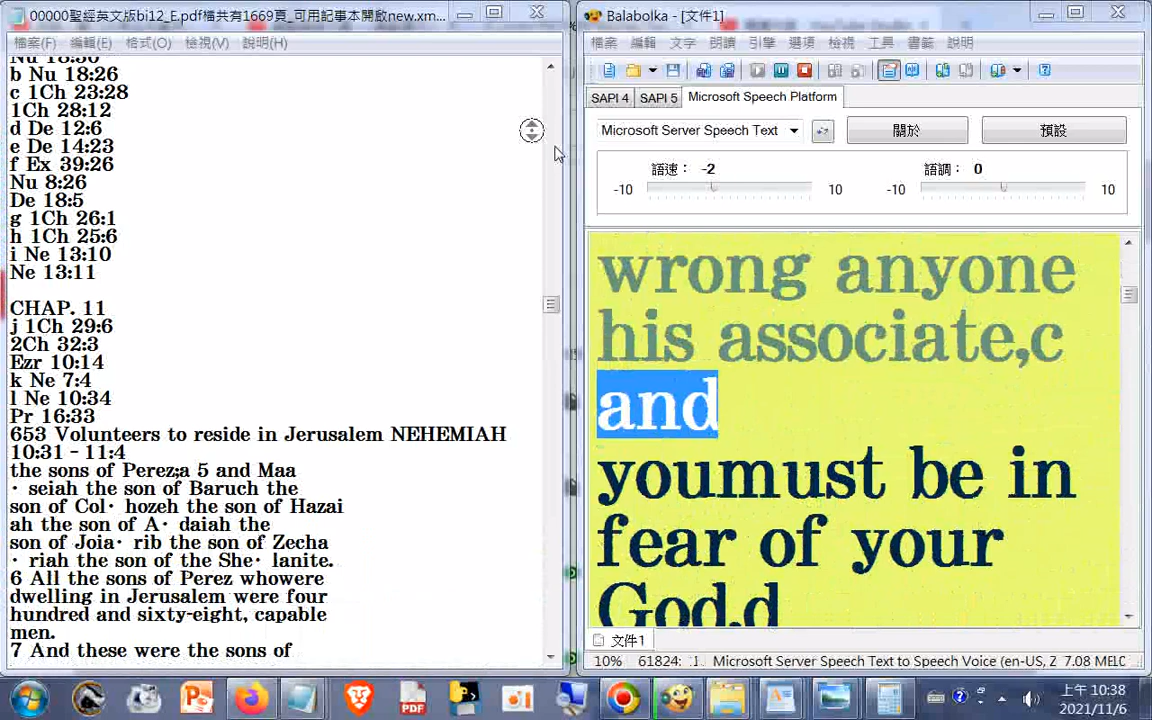 00000聖經英文版bi12_E.pdf檔共有1669頁_可用記事本開啟new.xm...
檔案(F) 編輯(E) 格式(O) 檢視(V) 說明(H)
b Nu 18:26
c 1Ch 23:28
1Ch 28:12
d De 12:6
e De 14:23
f Ex 39:26
Nu 8:26
De 18:5
g 1Ch 26:1
h 1Ch 25:6
i Ne 13:10
Ne 13:11
CHAP. 11
j 1Ch 29:6
2Ch 32:3
Ezr 10:14
k Ne 7:4
l Ne 10:34
Pr 16:33
653 Volunteers to reside in Jerusalem NEHEMIAH
10:31 - 11:4
the sons of Perez;a 5 and Maa
· seiah the son of Baruch the
son of Col· hozeh the son of Hazai
ah the son of A· daiah the
son of Joia· rib the son of Zecha
· riah the son of the She· lanite.
6 All the sons of Perez whowere
dwelling in Jerusalem were four
hundred and sixty-eight, capable
men.
7 And these were the sons of
Balabolka - [文件1]
檔案 編輯 文字 朗讀 引擎 選項 檢視 工具 書籤 說明
SAPI 4 SAPI 5 Microsoft Speech Platform
Microsoft Server Speech Text 關於 預設
語速： -2 語調： 0
-10 10 -10 10
wrong anyone
his associate,c
and
youmust be in
fear of your
God,d
文件1
10% 61824: Microsoft Server Speech Text to Speech Voice (en-US, Z 7.08 MELC
PDF
上午 10:38
2021/11/6